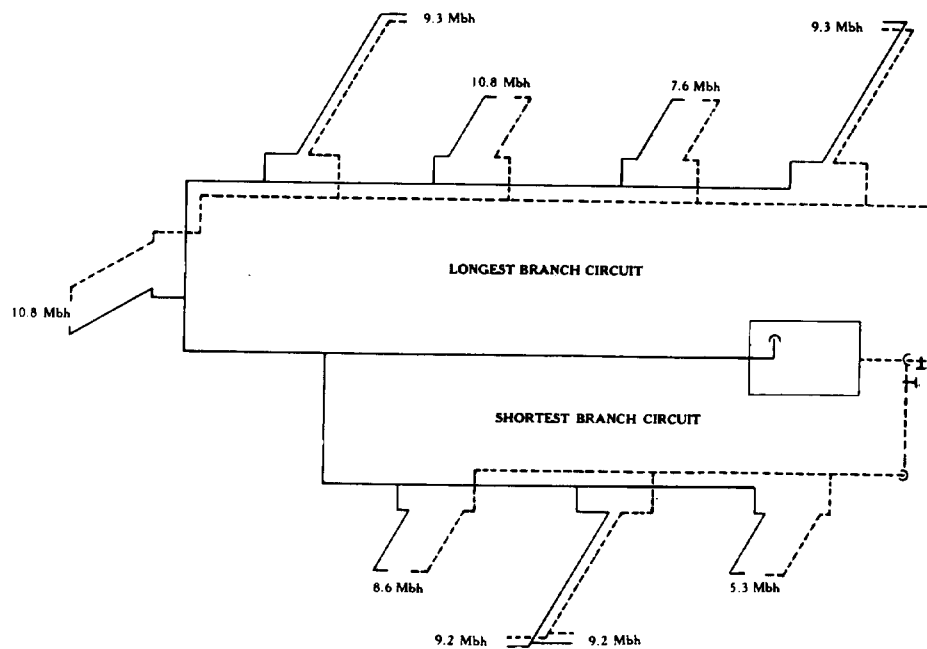 9.3 Mbh
9.3 Mbh
10.8 Mbh
7.6 Mbh
LONGEST BRANCH CIRCUIT
10.8 Mbh
SHORTEST BRANCH CIRCUIT
8.6 Mbh
5.3 Mbh
9.2 Mbh
9.2 Mbh